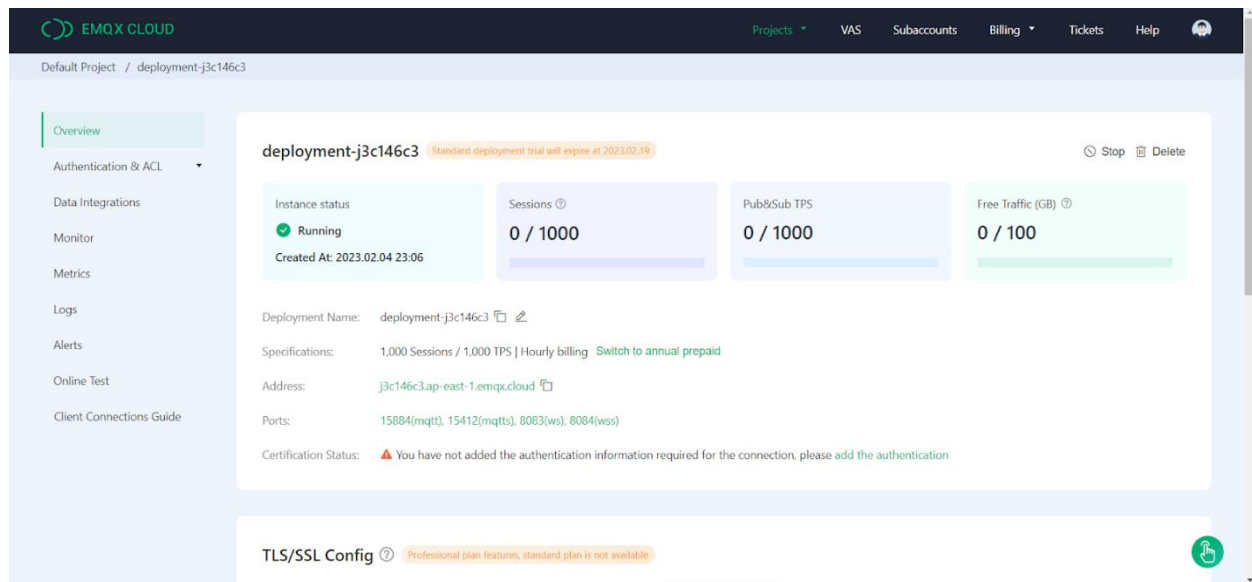 EMQX CLOUD
Projects
VAS
Subaccounts
Billing
Tickets
Help
Default Project / deployment-j3c146c3
Overview
Authentication & ACL
Data Integrations
Monitor
Metrics
Logs
Alerts
Online Test
Client Connections Guide
deployment-j3c146c3 Standard deployment trial will expire at 2023.02.19
Stop Delete
Instance status
Running
Created At: 2023.02.04 23:06
Sessions
0 / 1000
Pub&Sub TPS
0 / 1000
Free Traffic (GB)
0 / 100
Deployment Name: deployment-j3c146c3
Specifications: 1,000 Sessions / 1,000 TPS | Hourly billing Switch to annual prepaid
Address: j3c146c3.ap-east-1.emqx.cloud
Ports: 15884(mqtt), 15412(mqtts), 8083(ws), 8084(wss)
Certification Status: You have not added the authentication information required for the connection, please add the authentication
TLS/SSL Config Professional plan features, standard plan is not available